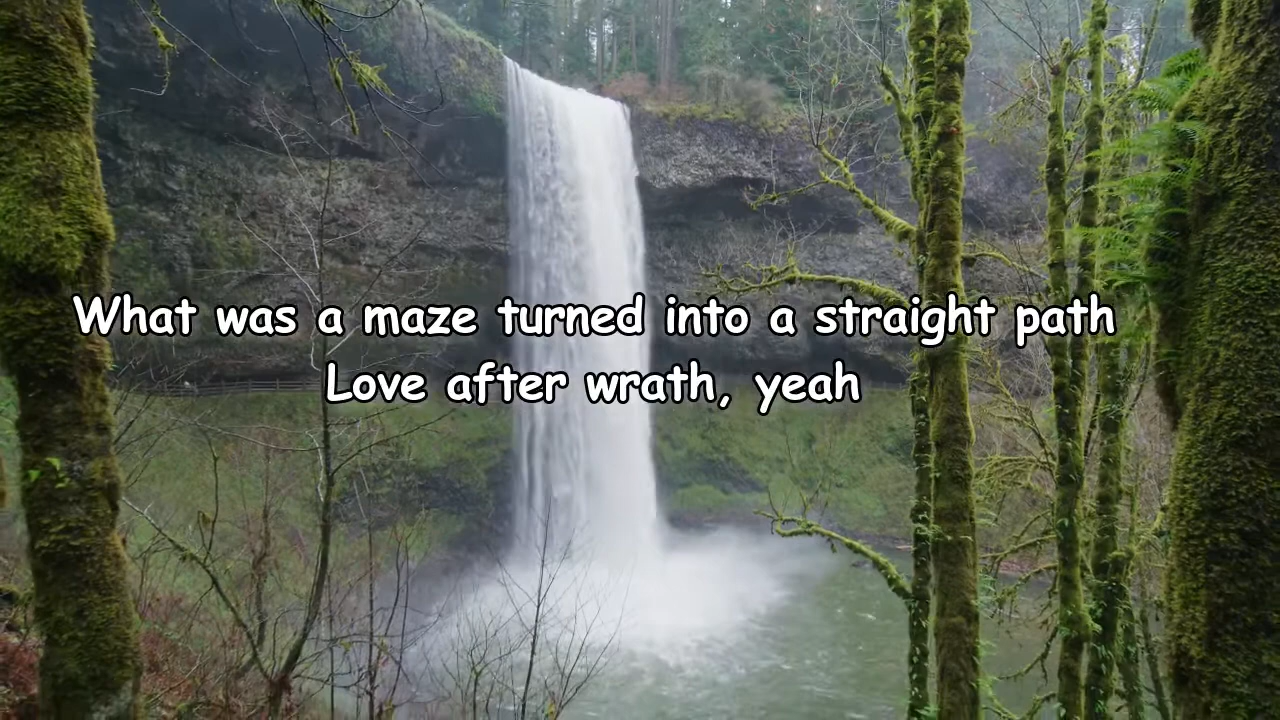 What was a maze turned into a straight path
Love after wrath, yeah